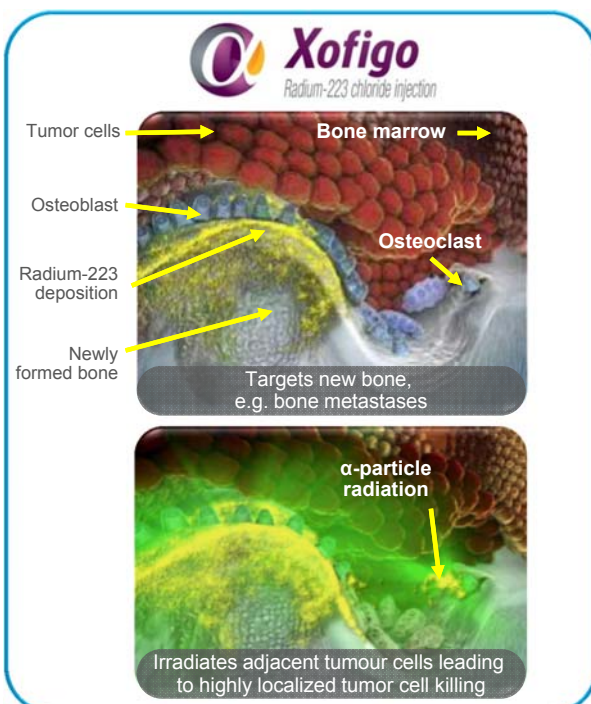 α Xofigo
Radium-223 chloride injection
Tumor cells
Bone marrow
Osteoblast
Osteoclast
Radium-223
deposition
Newly
formed bone
Targets new bone,
e.g. bone metastases
α-particle
radiation
Irradiates adjacent tumour cells leading
to highly localized tumor cell killing